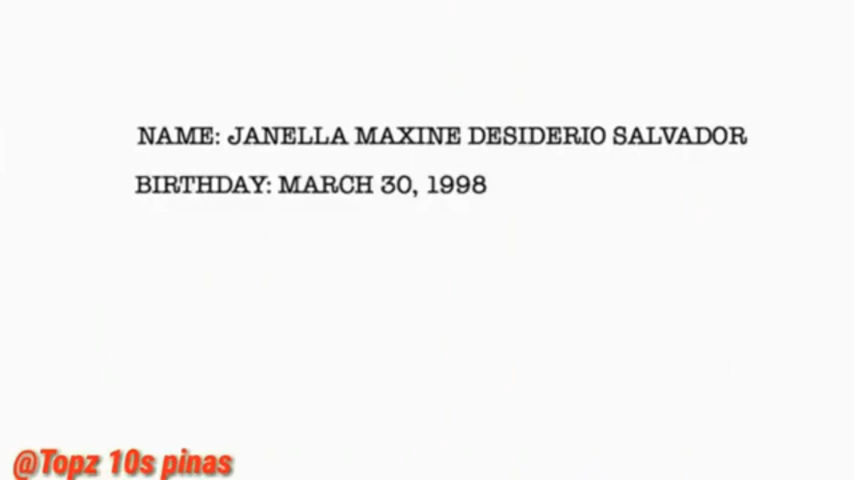 NAME: JANELLA MAXINE DESIDERIO SALVADOR
BIRTHDAY: MARCH 30, 1998
@Topz 10s pinas